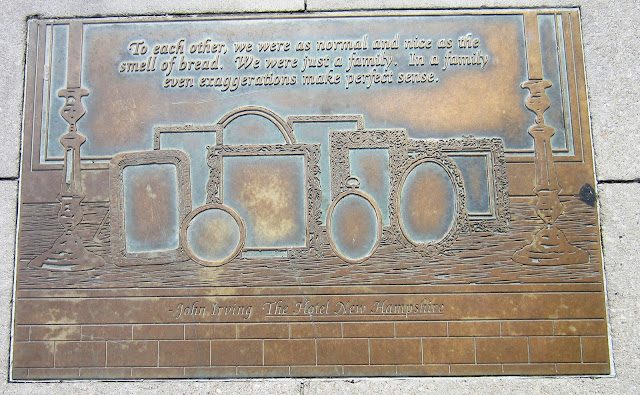 To each other, we were as normal and nice as the
smell of bread. We were just a family. In a family
even exaggerations make perfect sense.
John Irving The Hotel New Hampshire